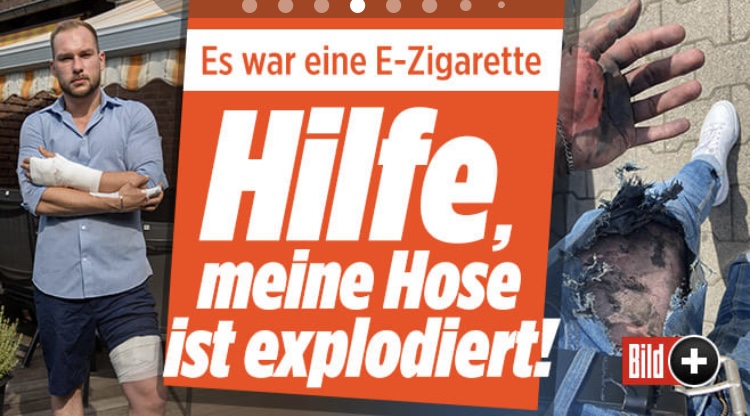 Es war eine E-Zigarette
Hilfe,
meine Hose
ist explodiert!
Bild +